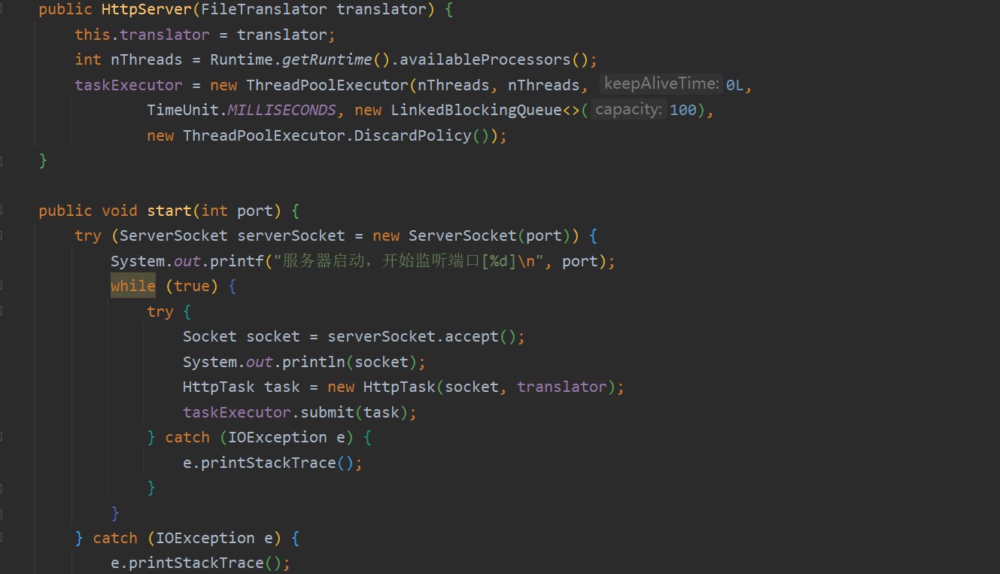 public HttpServer(FileTranslator translator) {
this.translator = translator;
int nThreads = Runtime.getRuntime().availableProcessors();
taskExecutor = new ThreadPoolExecutor(nThreads, nThreads, keepAliveTime: 0L,
TimeUnit.MILLISECONDS, new LinkedBlockingQueue<>( capacity: 100),
new ThreadPoolExecutor.DiscardPolicy());
}
public void start(int port) {
try (ServerSocket serverSocket = new ServerSocket(port)) {
System.out.printf("服务器启动，开始监听端口[%d]\n", port);
while (true) {
try {
Socket socket = serverSocket.accept();
System.out.println(socket);
HttpTask task = new HttpTask(socket, translator);
taskExecutor.submit(task);
} catch (IOException e) {
e.printStackTrace();
}
}
} catch (IOException e) {
e.printStackTrace();